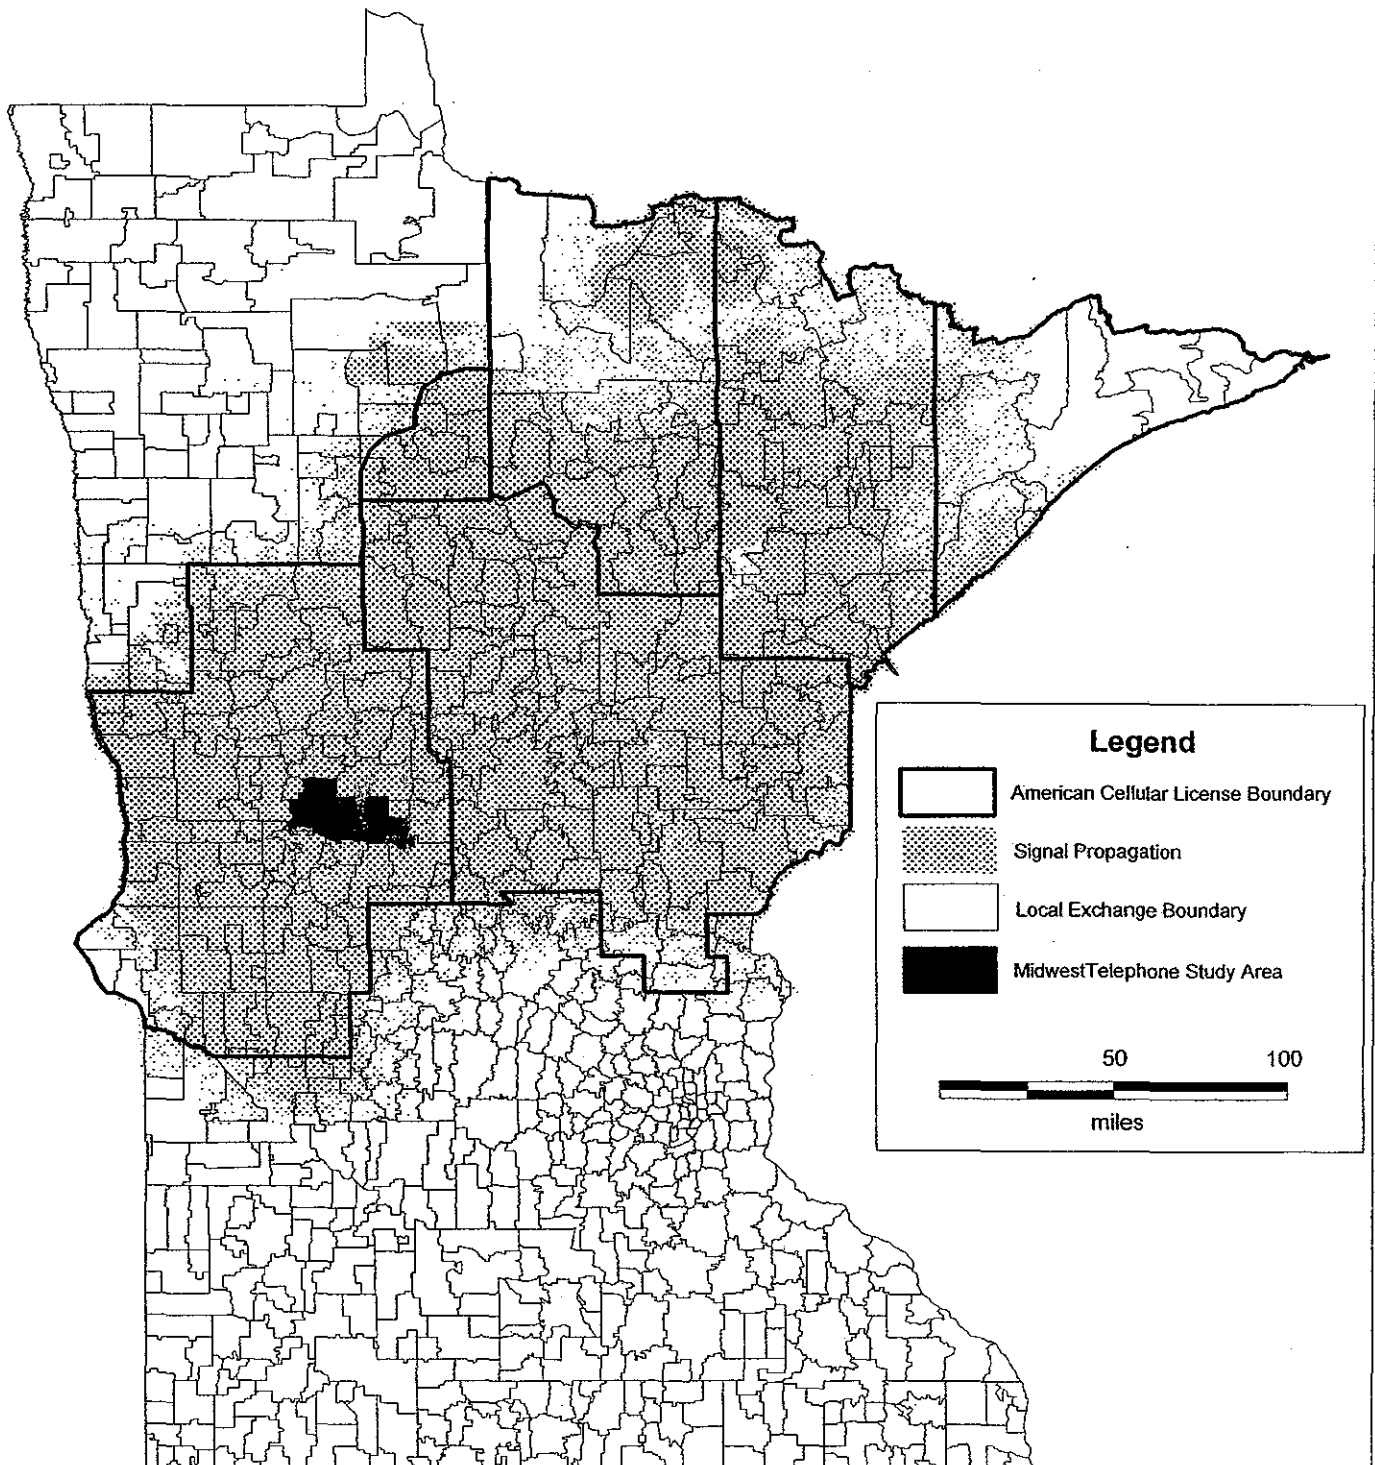 Legend
American Cellular License Boundary
Signal Propagation
Local Exchange Boundary
MidwestTelephone Study Area
50 100
miles